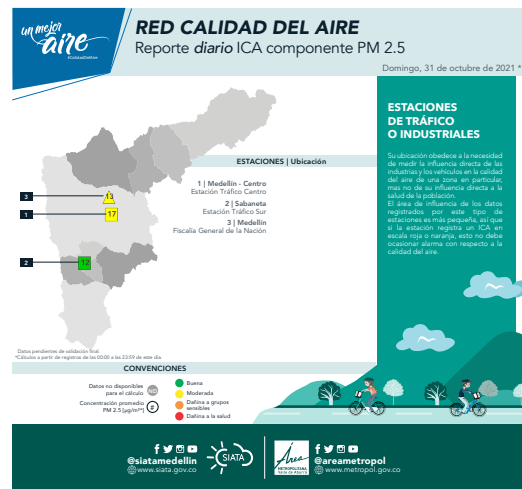 un mejor
aire
#CalidadDelAire
RED CALIDAD DEL AIRE
Reporte diario ICA componente PM 2.5
Domingo, 31 de octubre de 2021 *
ESTACIONES | Ubicación
1 | Medellín - Centro
Estación Tráfico Centro
2 | Sabaneta
Estación Tráfico Sur
3 | Medellín
Fiscalía General de la Nación
3
13
1
17
2
12
ESTACIONES
DE TRÁFICO
O INDUSTRIALES
Su ubicación obedece a la necesidad
de medir la influencia directa de las
industrias y los vehículos en la calidad
del aire de una zona en particular,
mas no de su influencia directa a la
salud de la población.
El área de influencia de los datos
registrados por este tipo de
estaciones es más pequeña, así que
si la estación registra un ICA en
escala roja o naranja, esto no debe
ocasionar alarma con respecto a la
calidad del aire.
Datos pendientes de validación final.
*Cálculos a partir de registros de las 00:00 a las 23:59 de este día.
CONVENCIONES
Datos no disponibles
para el cálculo
ND
Concentración promedio
PM 2.5 [µg/m³*]
#
Buena
Moderada
Dañina a grupos
sensibles
Dañina a la salud
@siatamedellin
www.siata.gov.co
SIATA
Área
METROPOLITANA
Valle de Aburrá
@areametropol
www.metropol.gov.co